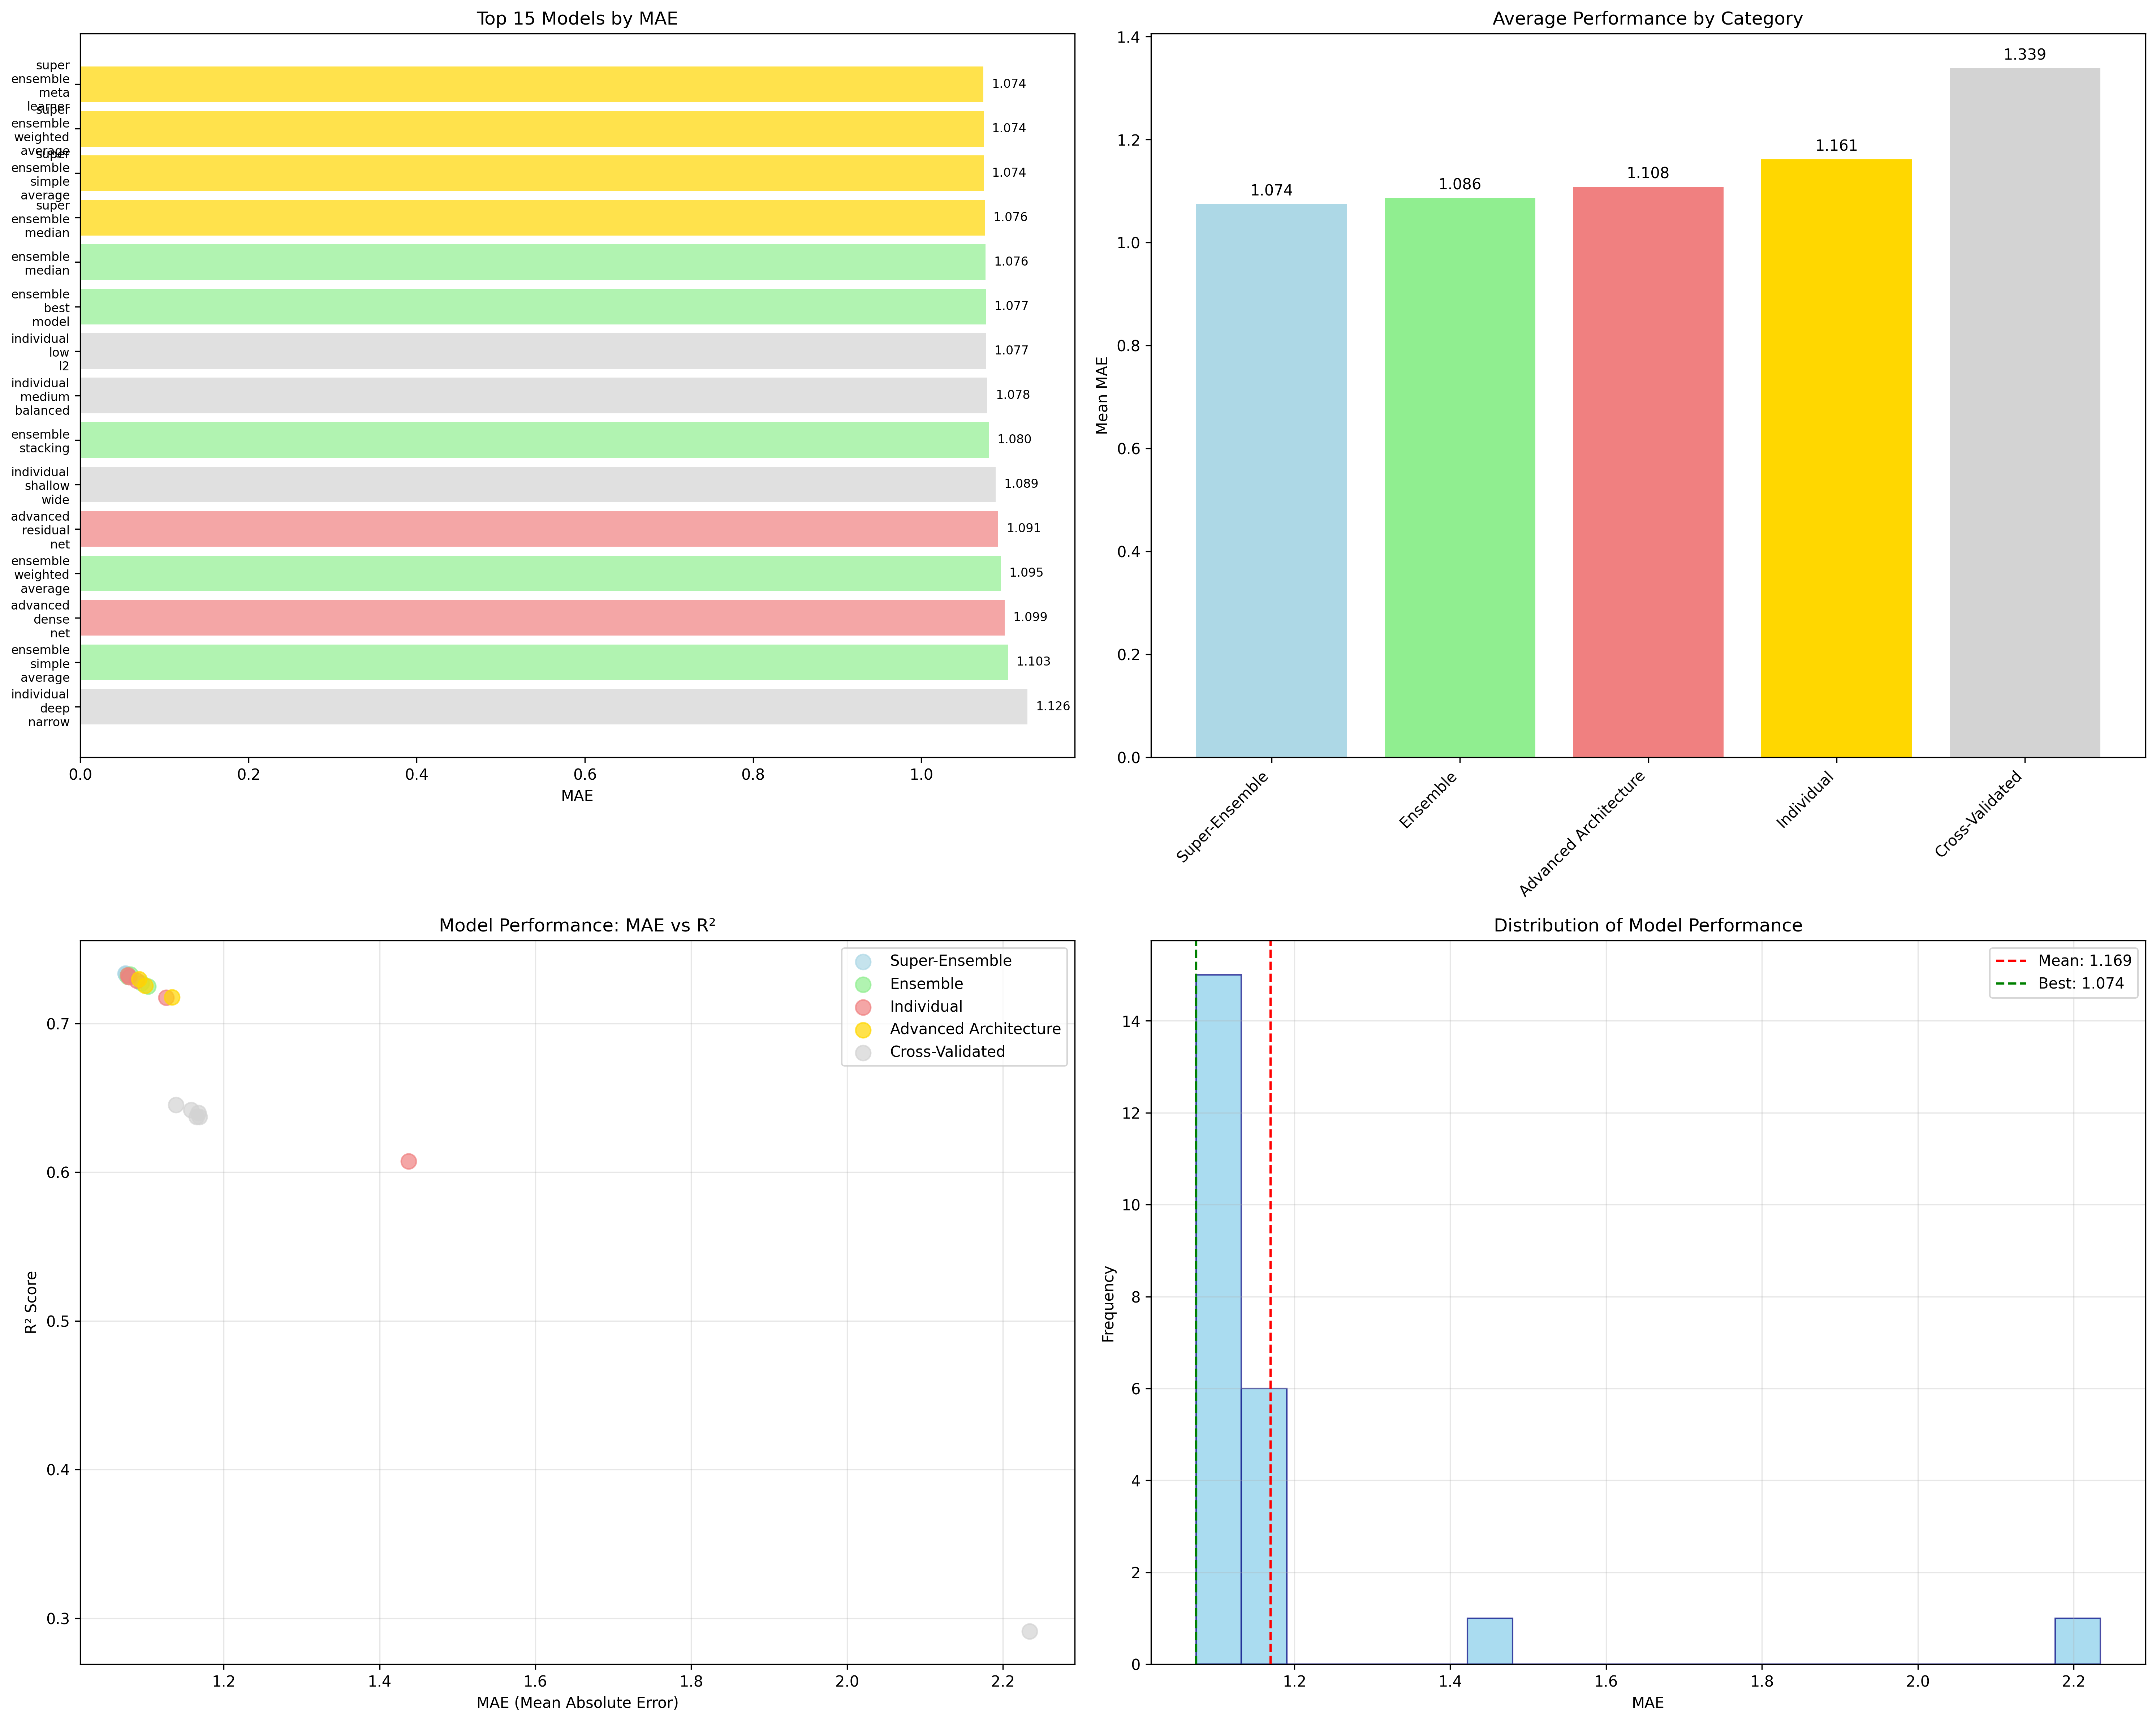 Top 15 Models by MAE
super
ensemble
meta
learner
1.074
super
ensemble
weighted
average
1.074
super
ensemble
simple
average
1.074
super
ensemble
median
1.076
ensemble
median
1.076
ensemble
best
model
1.077
individual
low
l2
1.077
individual
medium
balanced
1.078
ensemble
stacking
1.080
individual
shallow
wide
1.089
advanced
residual
net
1.091
ensemble
weighted
average
1.095
advanced
dense
net
1.099
ensemble
simple
average
1.103
individual
deep
narrow
1.126
0.0 0.2 0.4 0.6 0.8 1.0
MAE
Average Performance by Category
Mean MAE
1.4
1.2
1.0
0.8
0.6
0.4
0.2
0.0
1.074
1.086
1.108
1.161
1.339
Super-Ensemble
Ensemble
Advanced Architecture
Individual
Cross-Validated
Model Performance: MAE vs R²
R² Score
0.7
0.6
0.5
0.4
0.3
Super-Ensemble
Ensemble
Individual
Advanced Architecture
Cross-Validated
1.2 1.4 1.6 1.8 2.0 2.2
MAE (Mean Absolute Error)
Distribution of Model Performance
Frequency
14
12
10
8
6
4
2
0
Mean: 1.169
Best: 1.074
1.2 1.4 1.6 1.8 2.0 2.2
MAE